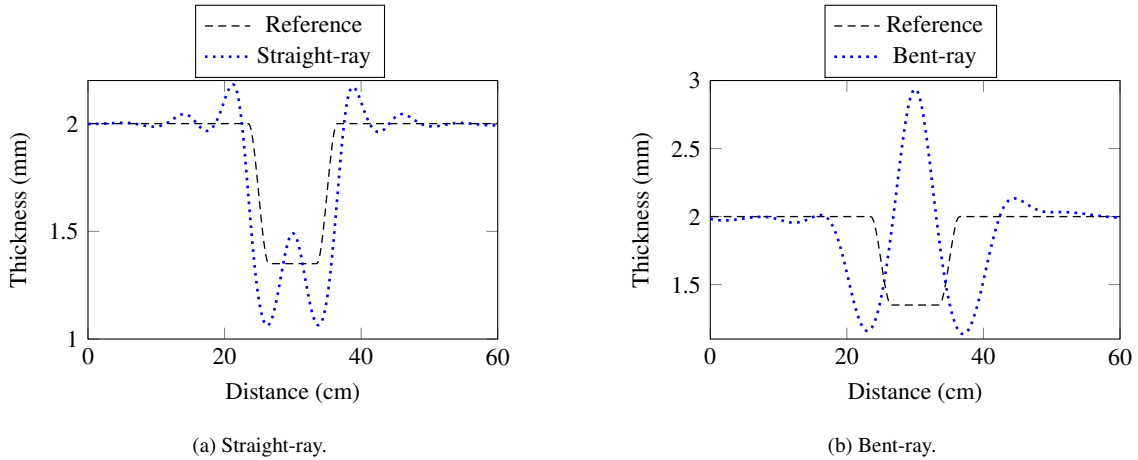 Reference
Straight-ray
2
1.5
1
0
20
40
60
Thickness (mm)
Distance (cm)
(a) Straight-ray.
Reference
Bent-ray
3
2.5
2
1.5
0
20
40
60
Thickness (mm)
Distance (cm)
(b) Bent-ray.